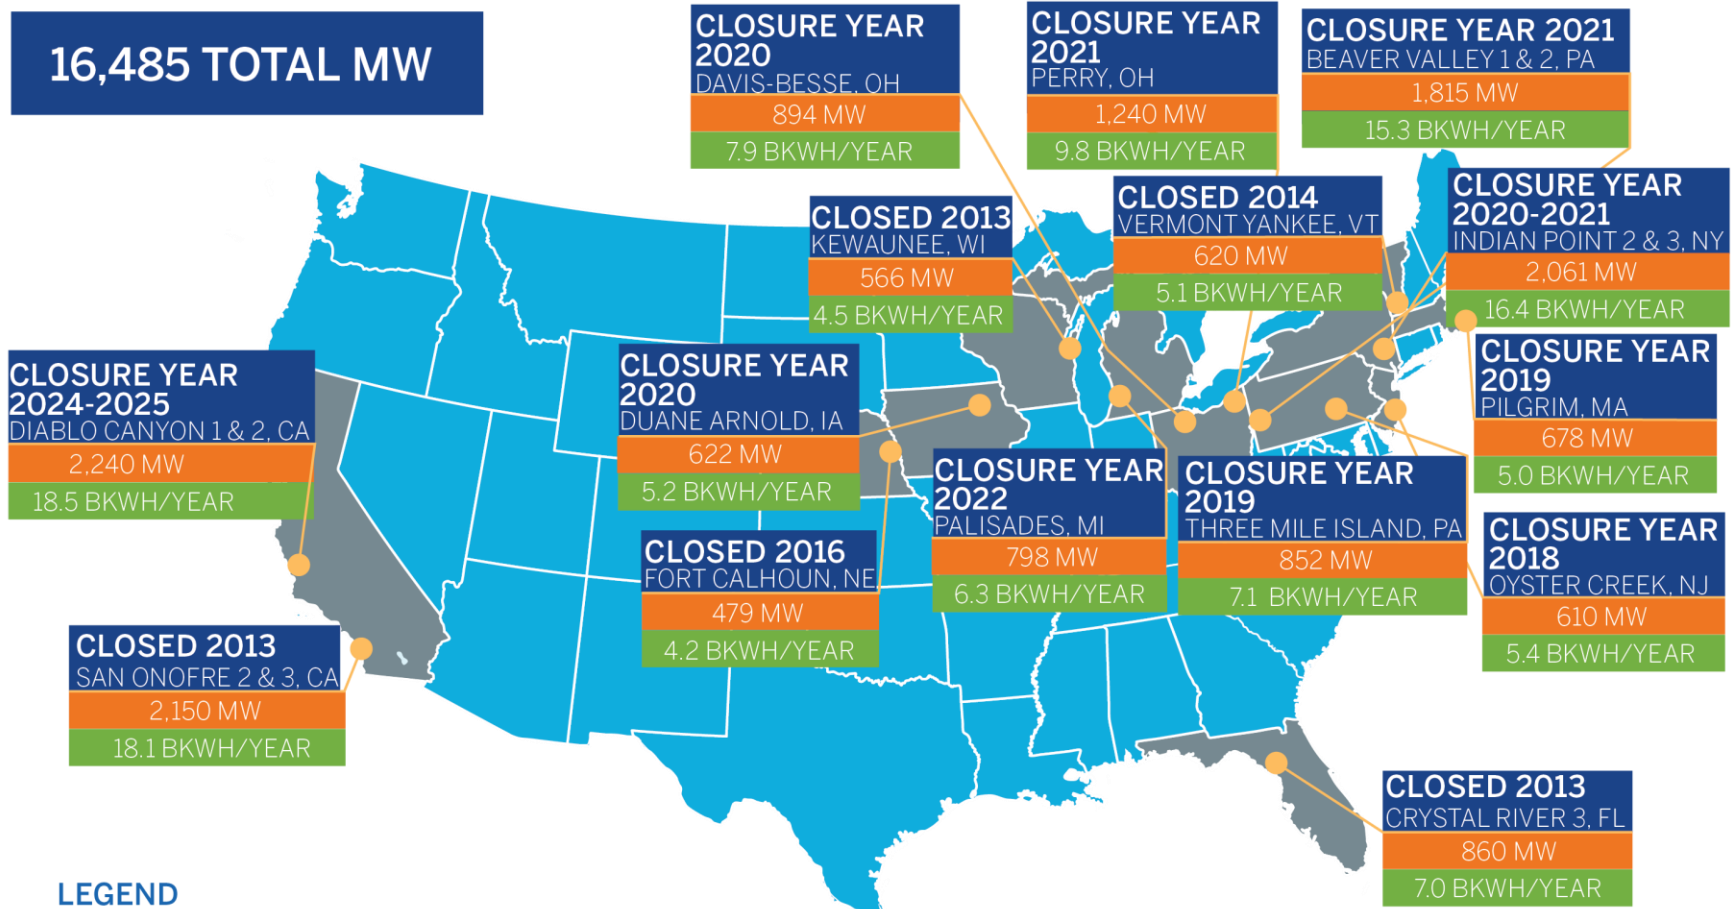 16,485 TOTAL MW
CLOSURE YEAR
2020
DAVIS-BESSE, OH
894 MW
7.9 BKWH/YEAR
CLOSURE YEAR
2021
PERRY, OH
1,240 MW
9.8 BKWH/YEAR
CLOSURE YEAR 2021
BEAVER VALLEY 1 & 2, PA
1,815 MW
15.3 BKWH/YEAR
CLOSED 2013
KEWAUNEE, WI
566 MW
4.5 BKWH/YEAR
CLOSED 2014
VERMONT YANKEE, VT
620 MW
5.1 BKWH/YEAR
CLOSURE YEAR
2020-2021
INDIAN POINT 2 & 3, NY
2,061 MW
16.4 BKWH/YEAR
CLOSURE YEAR
2024-2025
DIABLO CANYON 1 & 2, CA
2,240 MW
18.5 BKWH/YEAR
CLOSURE YEAR
2020
DUANE ARNOLD, IA
622 MW
5.2 BKWH/YEAR
CLOSURE YEAR
2019
PILGRIM, MA
678 MW
5.0 BKWH/YEAR
CLOSURE YEAR
2022
PALISADES, MI
798 MW
6.3 BKWH/YEAR
CLOSURE YEAR
2019
THREE MILE ISLAND, PA
852 MW
7.1 BKWH/YEAR
CLOSURE YEAR
2018
OYSTER CREEK, NJ
610 MW
5.4 BKWH/YEAR
CLOSED 2016
FORT CALHOUN, NE
479 MW
4.2 BKWH/YEAR
CLOSED 2013
SAN ONOFRE 2 & 3, CA
2,150 MW
18.1 BKWH/YEAR
CLOSED 2013
CRYSTAL RIVER 3, FL
860 MW
7.0 BKWH/YEAR
LEGEND